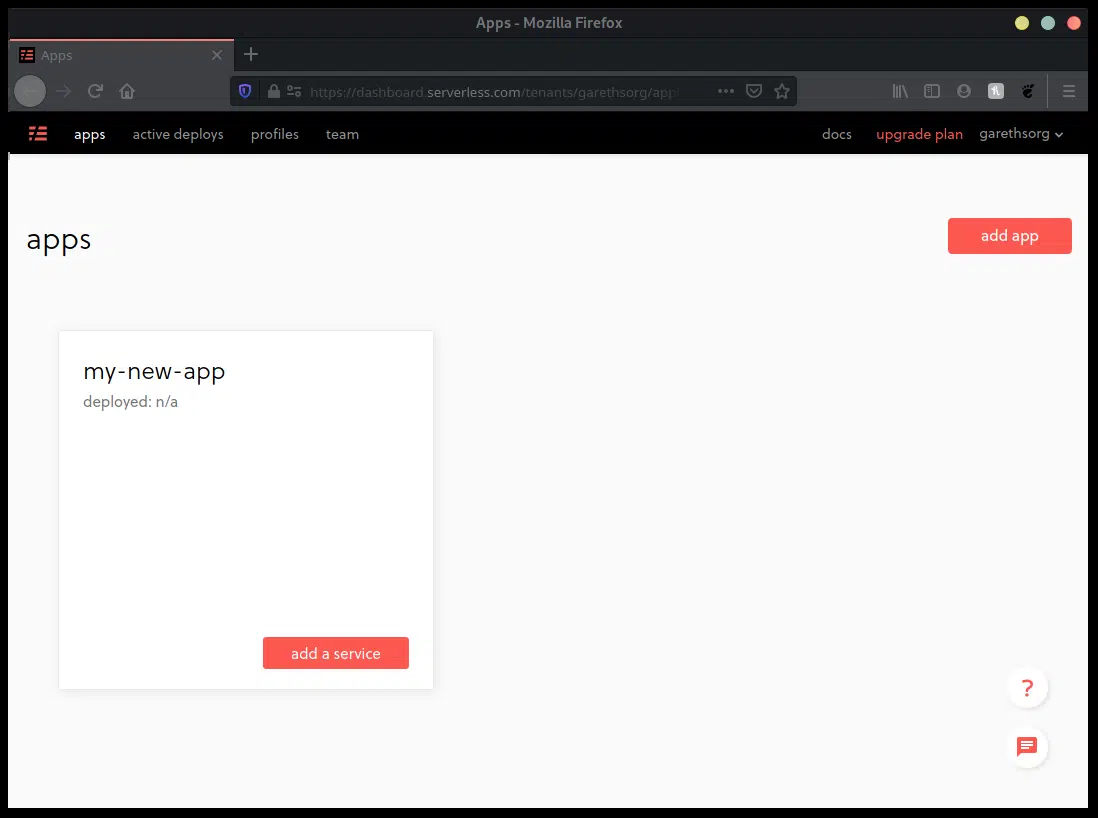 Apps - Mozilla Firefox
Apps
https://dashboard.serverless.com/tenants/garethsorg/app
apps active deploys profiles team docs upgrade plan garethsorg
apps
add app
my-new-app
deployed: n/a
add a service
?